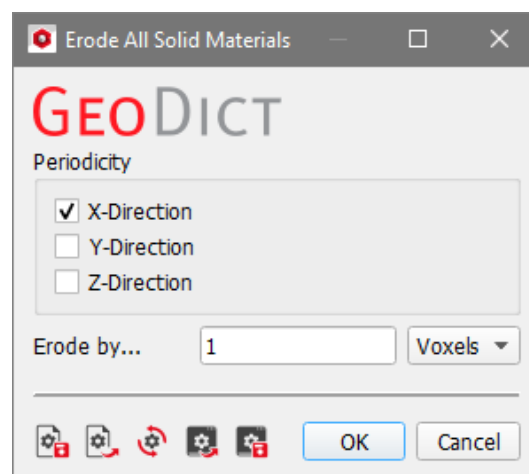 Erode All Solid Materials
GEODICT
Periodicity
X-Direction
Y-Direction
Z-Direction
Erode by... 1 Voxels
OK Cancel